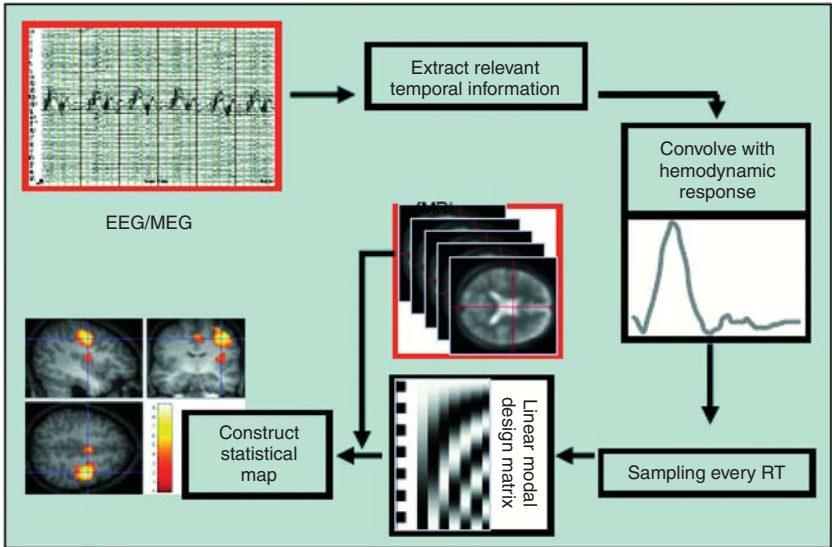 Extract relevant
temporal information
Convolve with
hemodynamic
response
EEG/MEG
Linear modal
design matrix
Construct
statistical
map
Sampling every RT